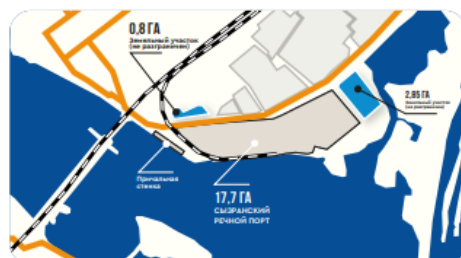 0,8 ГА
Земельный участок
(не разграничен)
2,85 ГА
Земельный участок
(не разграничен)
Причальная
стенка
17,7 ГА
СЫЗРАНСКИЙ
РЕЧНОЙ ПОРТ